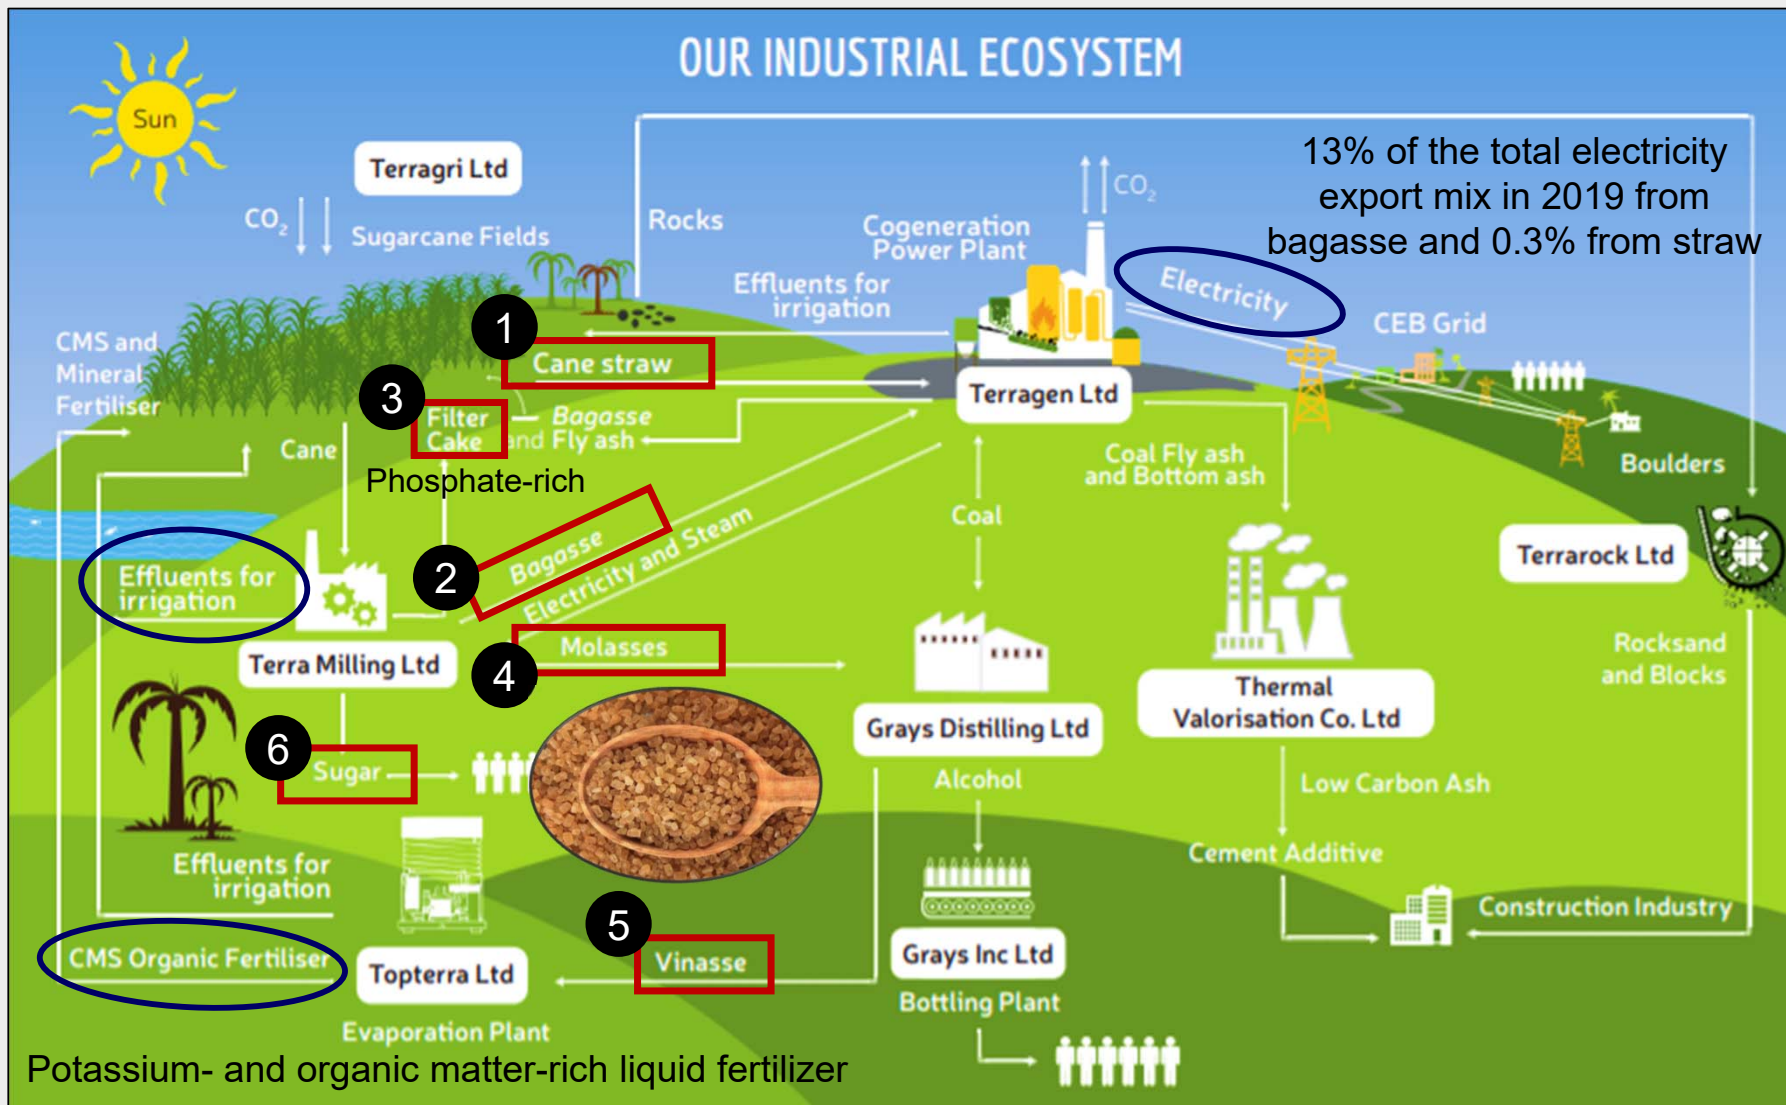 OUR INDUSTRIAL ECOSYSTEM
Sun
Terragri Ltd
CO₂
Sugarcane Fields
Rocks
CO₂
Cogeneration
Power Plant
13% of the total electricity
export mix in 2019 from
bagasse and 0.3% from straw
Effluents for
irrigation
Electricity
CEB Grid
CMS and
Mineral
Fertiliser
1
Cane straw
Terragen Ltd
3
Filter
Cake
Bagasse
and Fly ash
Cane
Phosphate-rich
Coal Fly ash
and Bottom ash
Boulders
Coal
2
Bagasse
Electricity and Steam
Effluents for
irrigation
Terrarock Ltd
Terra Milling Ltd
4
Molasses
Rocksand
and Blocks
Grays Distilling Ltd
Thermal
Valorisation Co. Ltd
6
Sugar
Alcohol
Low Carbon Ash
Effluents for
irrigation
Cement Additive
5
Vinasse
Construction Industry
CMS Organic Fertiliser
Topterra Ltd
Grays Inc Ltd
Bottling Plant
Evaporation Plant
Potassium- and organic matter-rich liquid fertilizer